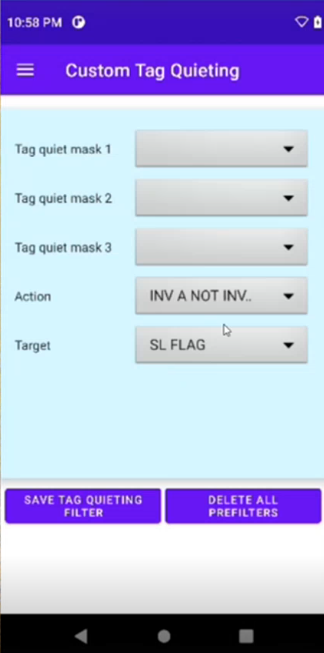 10:58 PM
Custom Tag Quieting
Tag quiet mask 1
Tag quiet mask 2
Tag quiet mask 3
Action INV A NOT INV..
Target SL FLAG
SAVE TAG QUIETING
FILTER
DELETE ALL
PREFILTERS